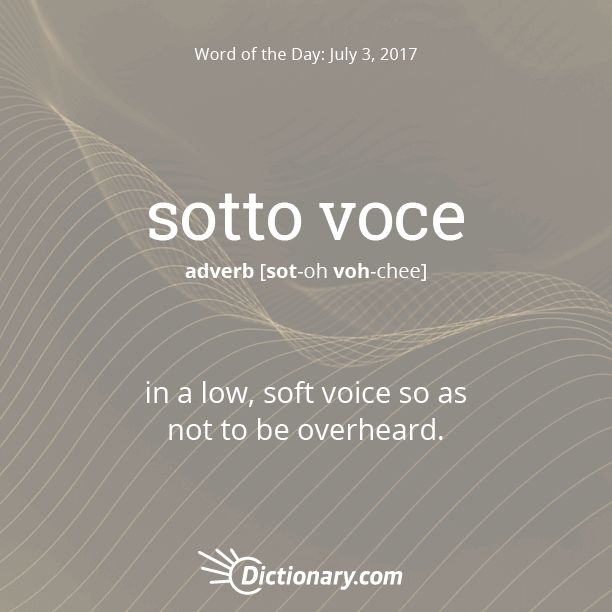 Word of the Day: July 3, 2017
sotto voce
adverb [sot-oh voh-chee]
in a low, soft voice so as
not to be overheard.
Dictionary.com